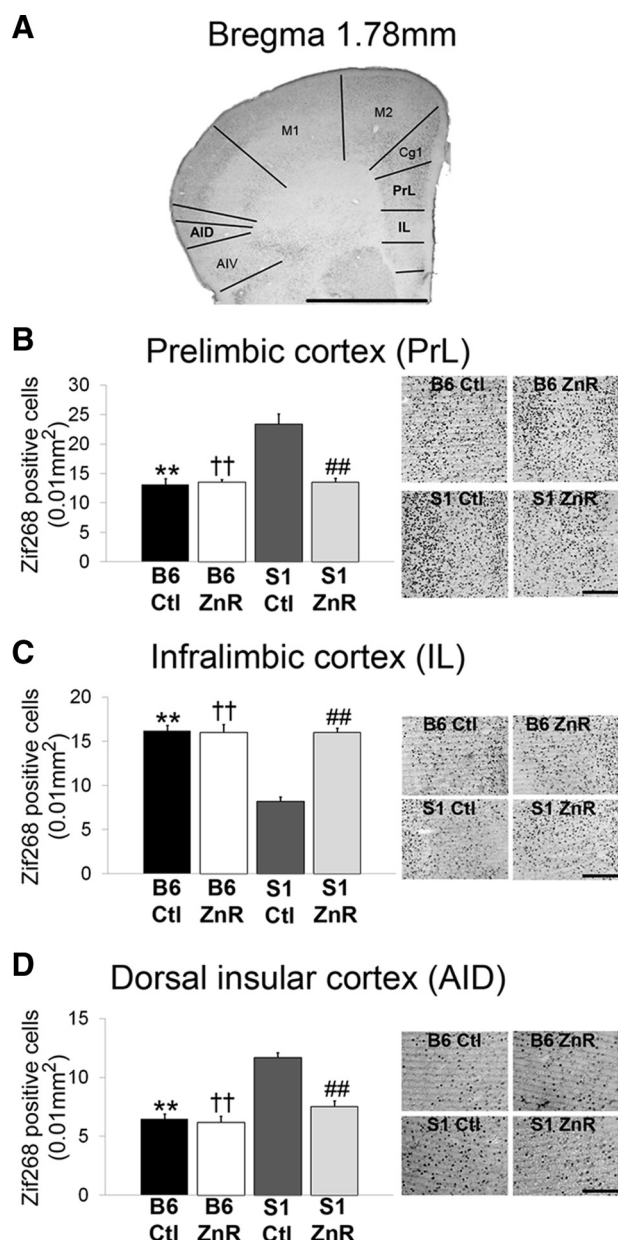 A
Bregma 1.78mm
M1
M2
Cg1
PrL
IL
AID
AIV
B
Prelimbic cortex (PrL)
Zif268 positive cells
(0.01mm²)
30
25
20
15
10
5
0
**
††
##
B6
Ctl
B6
ZnR
S1
Ctl
S1
ZnR
B6 Ctl
B6 ZnR
S1 Ctl
S1 ZnR
C
Infralimbic cortex (IL)
Zif268 positive cells
(0.01mm²)
20
15
10
5
0
**
††
##
B6
Ctl
B6
ZnR
S1
Ctl
S1
ZnR
B6 Ctl
B6 ZnR
S1 Ctl
S1 ZnR
D
Dorsal insular cortex (AID)
Zif268 positive cells
(0.01mm²)
15
10
5
0
**
††
##
B6
Ctl
B6
ZnR
S1
Ctl
S1
ZnR
B6 Ctl
B6 ZnR
S1 Ctl
S1 ZnR